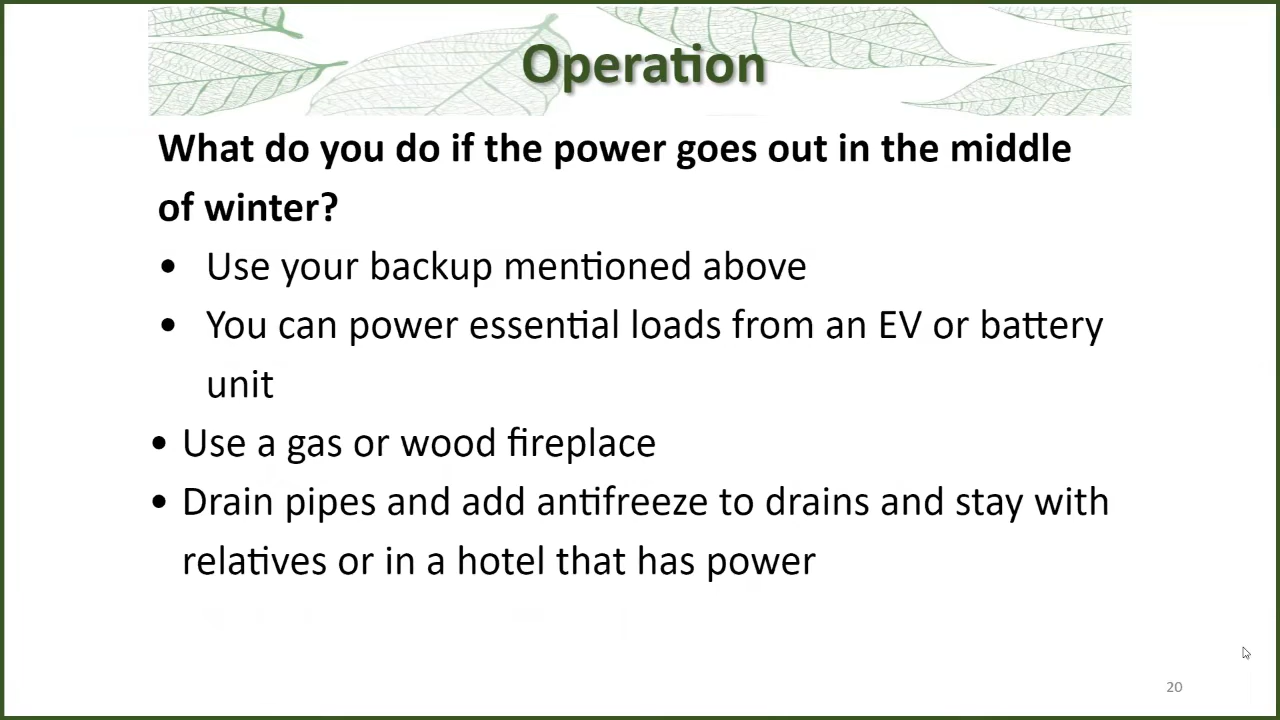 Operation
What do you do if the power goes out in the middle
of winter?
• Use your backup mentioned above
• You can power essential loads from an EV or battery
unit
• Use a gas or wood fireplace
• Drain pipes and add antifreeze to drains and stay with
relatives or in a hotel that has power
20